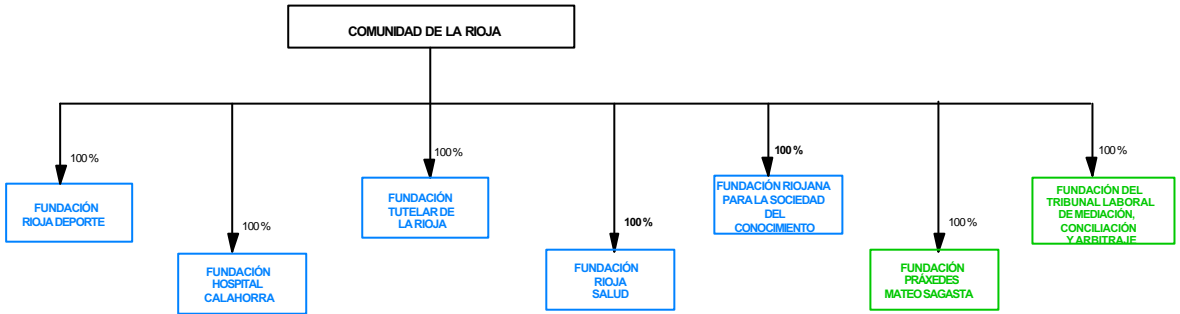 COMUNIDAD DE LA RIOJA
100%
FUNDACIÓN
RIOJA DEPORTE
100%
FUNDACIÓN
HOSPITAL
CALAHORRA
100%
FUNDACIÓN
TUTELAR DE
LA RIOJA
100%
FUNDACIÓN
RIOJA
SALUD
100%
FUNDACIÓN RIOJANA
PARA LA SOCIEDAD
DEL
CONOCIMIENTO
100%
FUNDACIÓN
PRÁXEDES
MATEO SAGASTA
100%
FUNDACIÓN DEL
TRIBUNAL LABORAL
DE MEDIACIÓN,
CONCILIACIÓN
Y ARBITRAJE